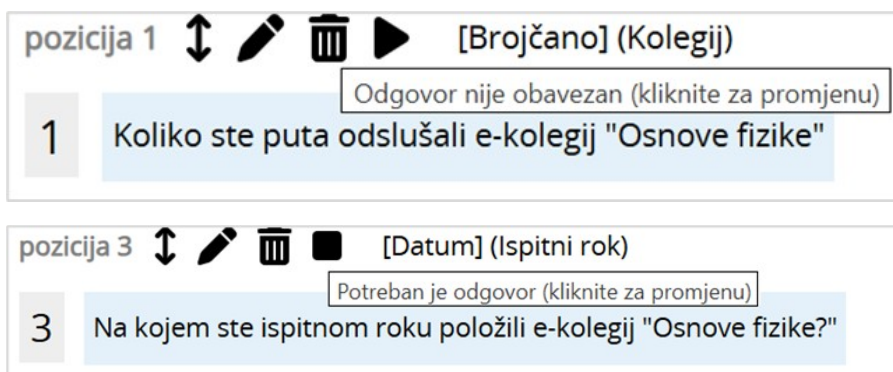 pozicija 1 [Brojčano] (Kolegij)
Odgovor nije obavezan (kliknite za promjenu)
1 Koliko ste puta odslušali e-kolegij "Osnove fizike"
pozicija 3 [Datum] (Ispitni rok)
Potreban je odgovor (kliknite za promjenu)
3 Na kojem ste ispitnom roku položili e-kolegij "Osnove fizike?"